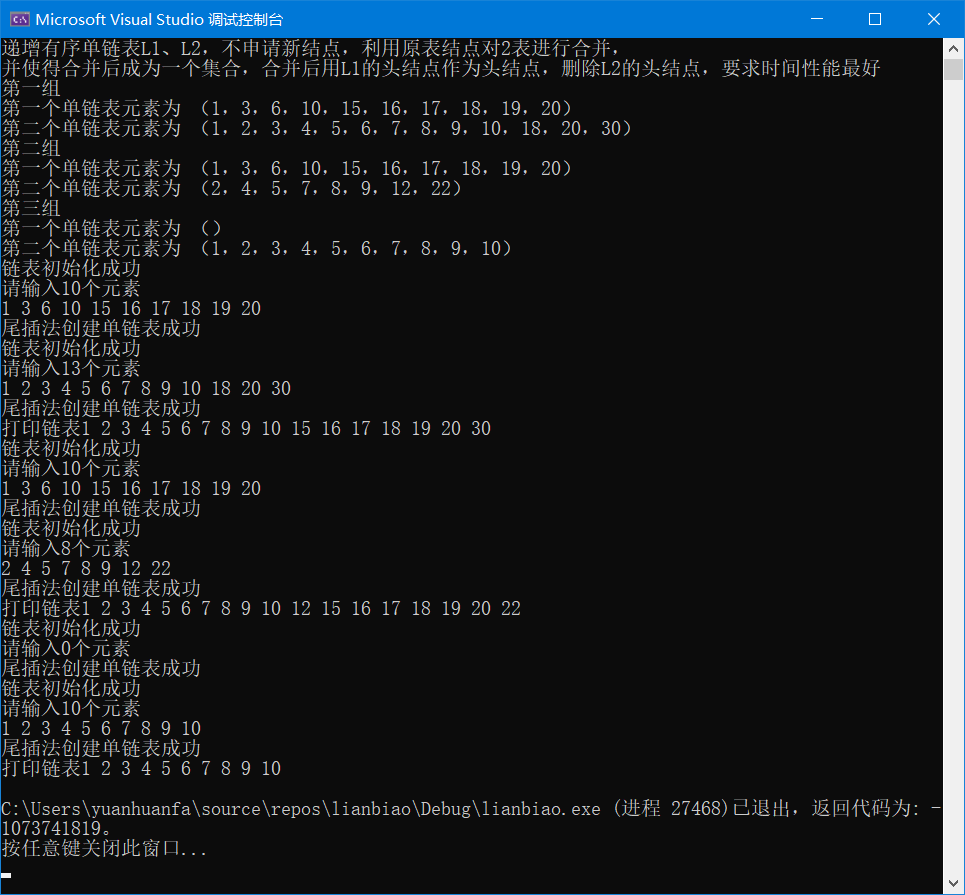 Microsoft Visual Studio 调试控制台
递增有序单链表L1、L2，不申请新结点，利用原表结点对2表进行合并，
并使得合并后成为一个集合，合并后用L1的头结点作为头结点，删除L2的头结点，要求时间性能最好
第一组
第一个单链表元素为 （1，3，6，10，15，16，17，18，19，20）
第二个单链表元素为 （1，2，3，4，5，6，7，8，9，10，18，20，30）
第二组
第一个单链表元素为 （1，3，6，10，15，16，17，18，19，20）
第二个单链表元素为 （2，4，5，7，8，9，12，22）
第三组
第一个单链表元素为 （）
第二个单链表元素为 （1，2，3，4，5，6，7，8，9，10）
链表初始化成功
请输入10个元素
1 3 6 10 15 16 17 18 19 20
尾插法创建单链表成功
链表初始化成功
请输入13个元素
1 2 3 4 5 6 7 8 9 10 18 20 30
尾插法创建单链表成功
打印链表1 2 3 4 5 6 7 8 9 10 15 16 17 18 19 20 30
链表初始化成功
请输入10个元素
1 3 6 10 15 16 17 18 19 20
尾插法创建单链表成功
链表初始化成功
请输入8个元素
2 4 5 7 8 9 12 22
尾插法创建单链表成功
打印链表1 2 3 4 5 6 7 8 9 10 12 15 16 17 18 19 20 22
链表初始化成功
请输入0个元素
尾插法创建单链表成功
链表初始化成功
请输入10个元素
1 2 3 4 5 6 7 8 9 10
尾插法创建单链表成功
打印链表1 2 3 4 5 6 7 8 9 10
C:\Users\yuanhuanfa\source\repos\lianbiao\Debug\lianbiao.exe (进程 27468)已退出，返回代码为: -
1073741819。
按任意键关闭此窗口...